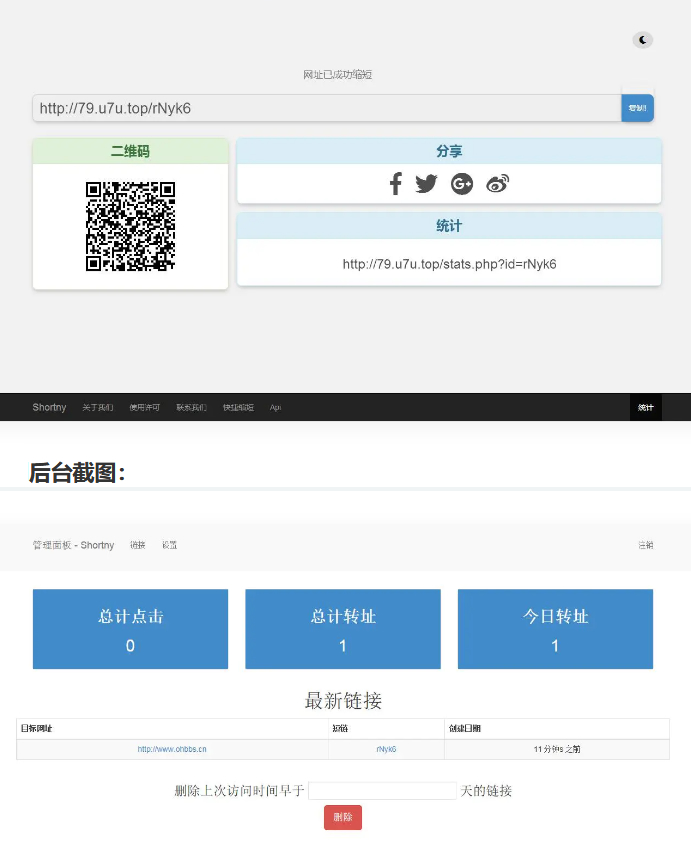 网址已成功缩短
http://79.u7u.top/rNyk6 复制!
二维码
分享
统计
http://79.u7u.top/stats.php?id=rNyk6
Shortny 关于我们 使用许可 联系我们 快捷缩短 Api 统计
后台截图：
管理面板 - Shortny 链接 设置 注销
总计点击 总计转址 今日转址
0 1 1
最新链接
目标网址 短链 创建日期
http://www.ohbbs.cn rNyk6 11 分钟s 之前
删除上次访问时间早于 天的链接
删除